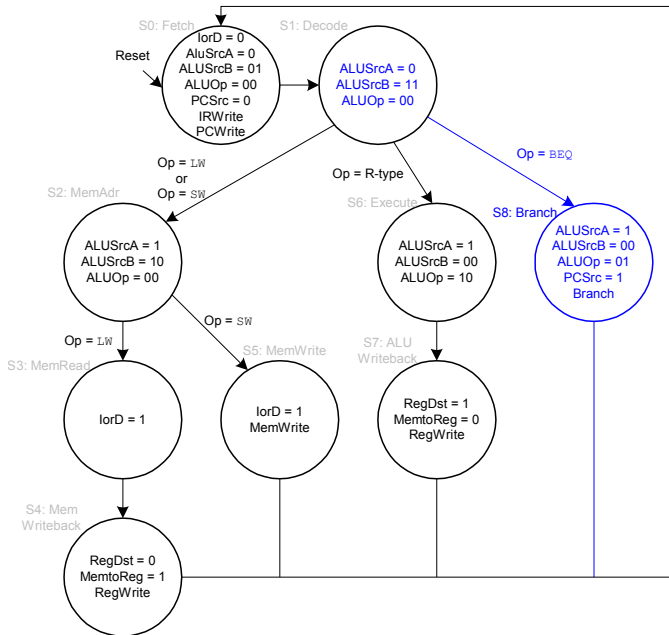 S0: Fetch
S1: Decode
Reset
IorD = 0
AluSrcA = 0
ALUSrcB = 01
ALUOp = 00
PCSrc = 0
IRWrite
PCWrite
ALUSrcA = 0
ALUSrcB = 11
ALUOp = 00
Op = LW
or
Op = SW
Op = R-type
Op = BEQ
S2: MemAdr
S6: Execute
S8: Branch
ALUSrcA = 1
ALUSrcB = 10
ALUOp = 00
ALUSrcA = 1
ALUSrcB = 00
ALUOp = 10
ALUSrcA = 1
ALUSrcB = 00
ALUOp = 01
PCSrc = 1
Branch
Op = LW
Op = SW
S3: MemRead
S5: MemWrite
S7: ALU
Writeback
IorD = 1
IorD = 1
MemWrite
RegDst = 1
MemtoReg = 0
RegWrite
S4: Mem
Writeback
RegDst = 0
MemtoReg = 1
RegWrite